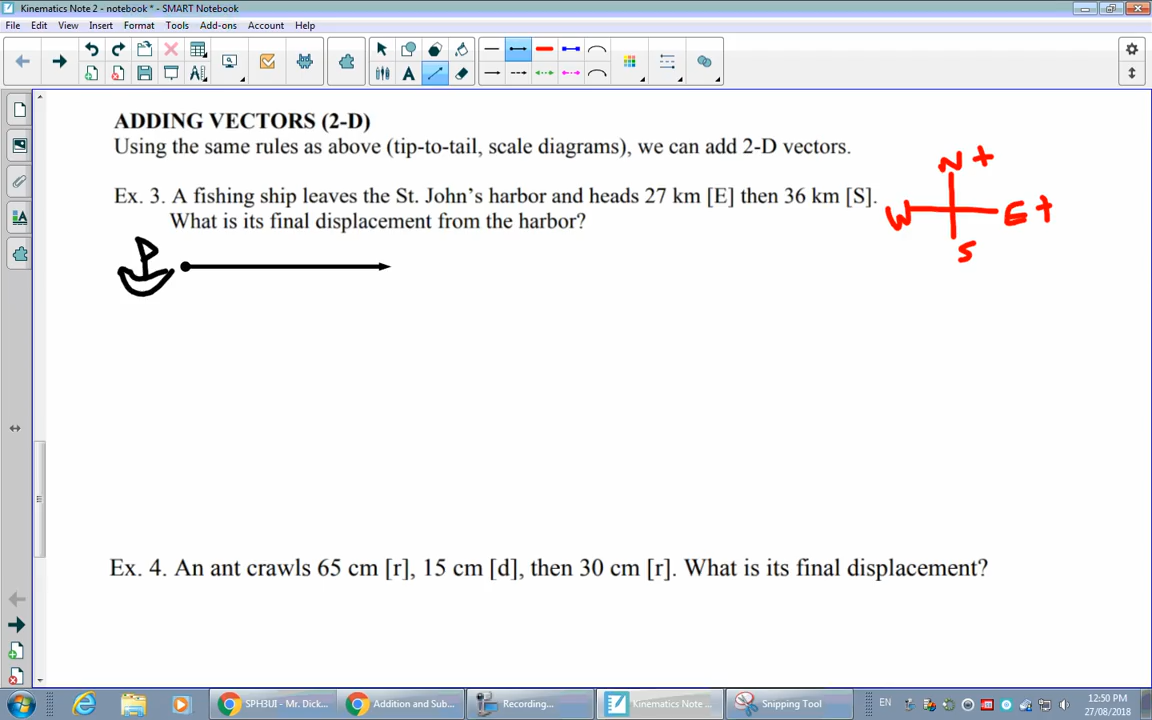 Kinematics Note 2 - notebook * - SMART Notebook
File Edit View Insert Format Tools Add-ons Account Help
ADDING VECTORS (2-D)
Using the same rules as above (tip-to-tail, scale diagrams), we can add 2-D vectors.
N +
Ex. 3. A fishing ship leaves the St. John's harbor and heads 27 km [E] then 36 km [S].
W E +
What is its final displacement from the harbor?
S
Ex. 4. An ant crawls 65 cm [r], 15 cm [d], then 30 cm [r]. What is its final displacement?
SPH3UI - Mr. Dick... Addition and Sub... Recording... Kinematics Note ... Snipping Tool EN 12:50 PM
27/08/2018